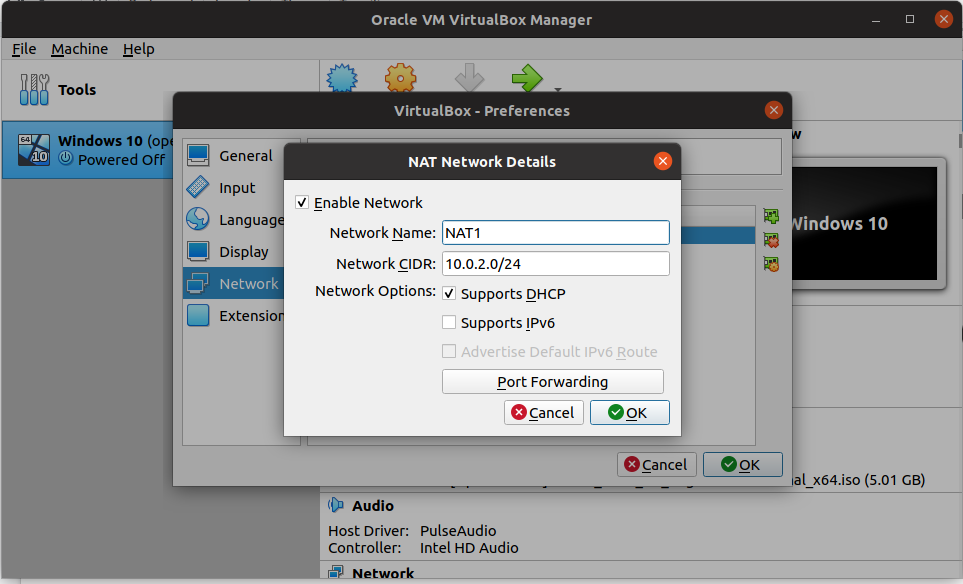 Oracle VM VirtualBox Manager
File Machine Help
Tools
64
10
Windows 10 (ope
Powered Off
VirtualBox - Preferences
General
Input
Language
Display
Network
Extension
NAT Network Details
Enable Network
Network Name: NAT1
Network CIDR: 10.0.2.0/24
Network Options: Supports DHCP
Supports IPv6
Advertise Default IPv6 Route
Port Forwarding
Cancel OK
Cancel OK
w
Windows 10
al_x64.iso (5.01 GB)
Audio
Host Driver: PulseAudio
Controller: Intel HD Audio
Network